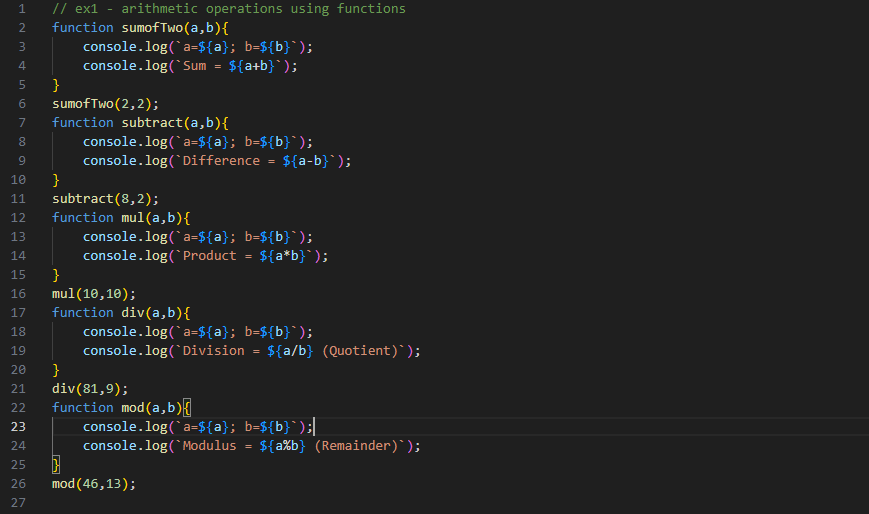 1 // ex1 - arithmetic operations using functions
2 function sumofTwo(a,b){
3     console.log(`a=${a}; b=${b}`);
4     console.log(`Sum = ${a+b}`);
5 }
6 sumofTwo(2,2);
7 function subtract(a,b){
8     console.log(`a=${a}; b=${b}`);
9     console.log(`Difference = ${a-b}`);
10 }
11 subtract(8,2);
12 function mul(a,b){
13     console.log(`a=${a}; b=${b}`);
14     console.log(`Product = ${a*b}`);
15 }
16 mul(10,10);
17 function div(a,b){
18     console.log(`a=${a}; b=${b}`);
19     console.log(`Division = ${a/b} (Quotient)`);
20 }
21 div(81,9);
22 function mod(a,b){
23     console.log(`a=${a}; b=${b}`);
24     console.log(`Modulus = ${a%b} (Remainder)`);
25 }
26 mod(46,13);
27